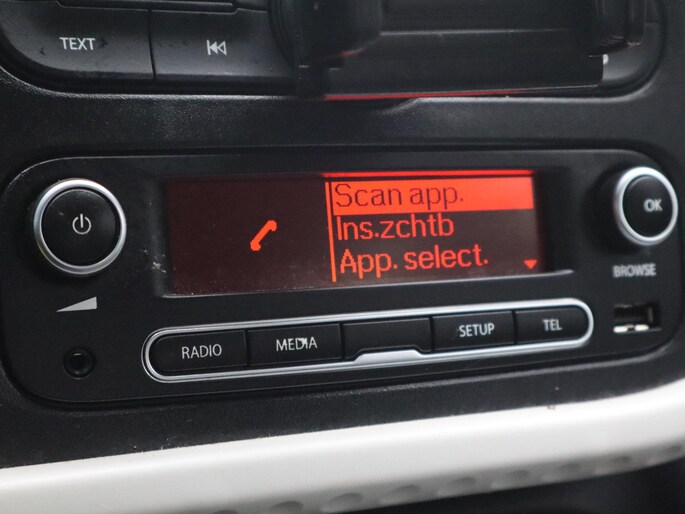 TEXT
Scan app.
Ins.zchtb
App. select.
OK
BROWSE
RADIO
MEDIA
SETUP
TEL